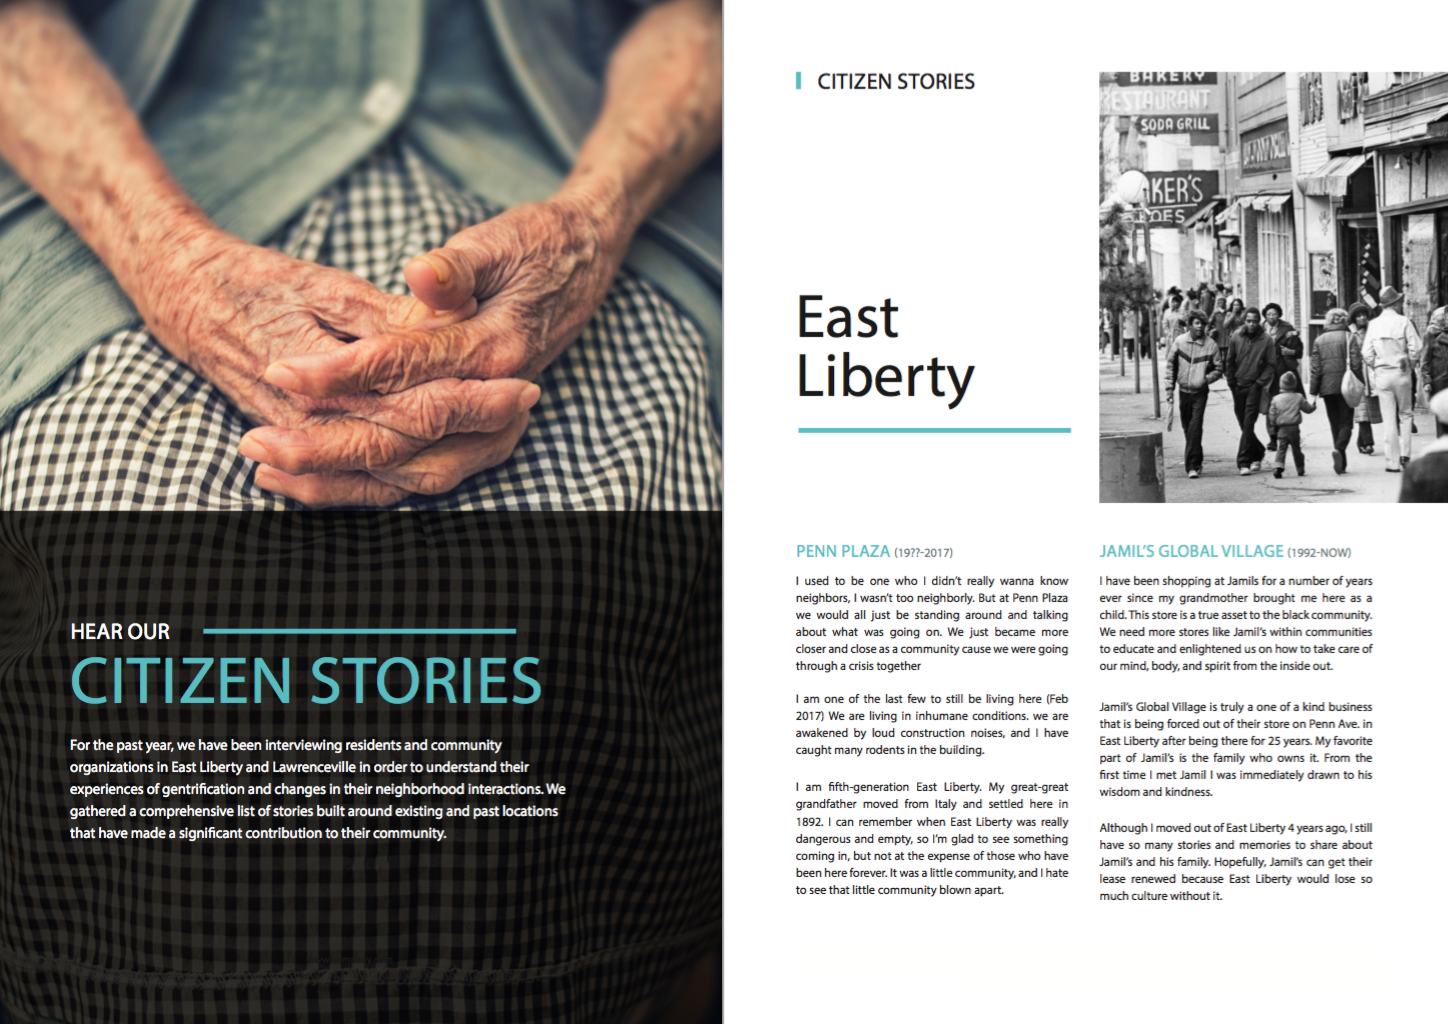 HEAR OUR
CITIZEN STORIES
For the past year, we have been interviewing residents and community
organizations in East Liberty and Lawrenceville in order to understand their
experiences of gentrification and changes in their neighborhood interactions. We
gathered a comprehensive list of stories built around existing and past locations
that have made a significant contribution to their community.
CITIZEN STORIES
BAKERY
RESTAURANT
SODA GRILL
KER'S
East
Liberty
PENN PLAZA (19??-2017)
I used to be one who I didn't really wanna know
neighbors, I wasn't too neighborly. But at Penn Plaza
we would all just be standing around and talking
about what was going on. We just became more
closer and close as a community cause we were going
through a crisis together
I am one of the last few to still be living here (Feb
2017) We are living in inhumane conditions. we are
awakened by loud construction noises, and I have
caught many rodents in the building.
I am fifth-generation East Liberty. My great-great
grandfather moved from Italy and settled here in
1892. I can remember when East Liberty was really
dangerous and empty, so I'm glad to see something
coming in, but not at the expense of those who have
been here forever. It was a little community, and I hate
to see that little community blown apart.
JAMIL'S GLOBAL VILLAGE (1992-NOW)
I have been shopping at Jamils for a number of years
ever since my grandmother brought me here as a
child. This store is a true asset to the black community.
We need more stores like Jamil's within communities
to educate and enlightened us on how to take care of
our mind, body, and spirit from the inside out.
Jamil's Global Village is truly a one of a kind business
that is being forced out of their store on Penn Ave. in
East Liberty after being there for 25 years. My favorite
part of Jamil's is the family who owns it. From the
first time I met Jamil I was immediately drawn to his
wisdom and kindness.
Although I moved out of East Liberty 4 years ago, I still
have so many stories and memories to share about
Jamil's and his family. Hopefully, Jamil's can get their
lease renewed because East Liberty would lose so
much culture without it.